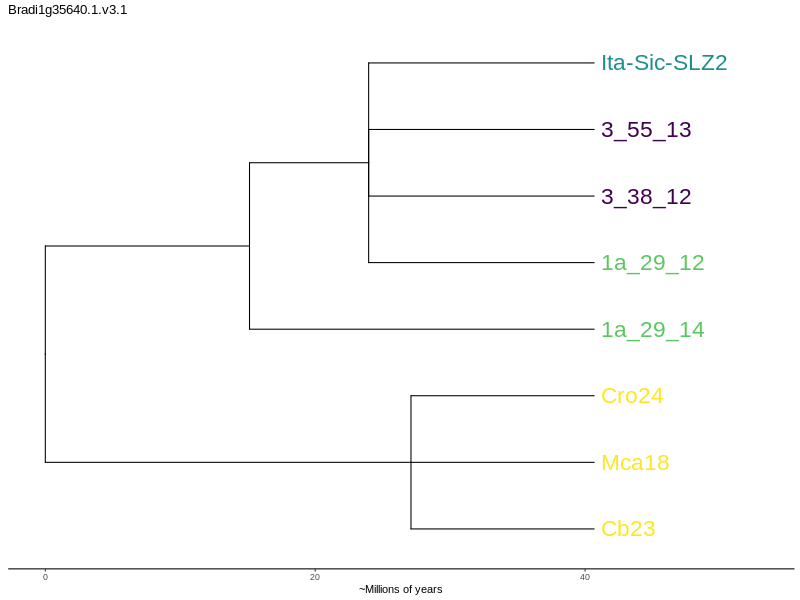 Bradi1g35640.1.v3.1
Ita-Sic-SLZ2
3_55_13
3_38_12
1a_29_12
1a_29_14
Cro24
Mca18
Cb23
0 20 40
~Millions of years